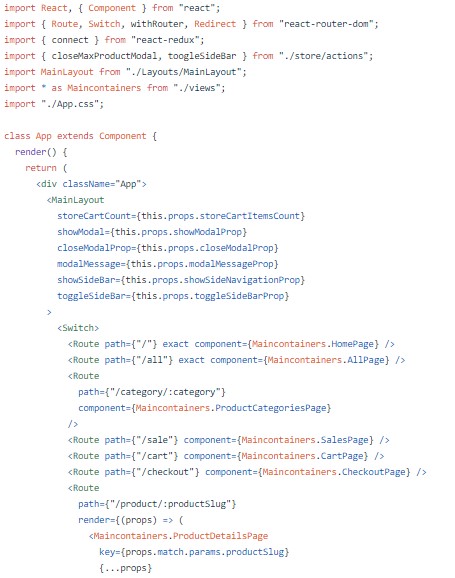 import React, { Component } from "react";
import { Route, Switch, withRouter, Redirect } from "react-router-dom";
import { connect } from "react-redux";
import { closeMaxProductModal, toogleSideBar } from "./store/actions";
import MainLayout from "./Layouts/MainLayout";
import * as Maincontainers from "./views";
import "./App.css";

class App extends Component {
  render() {
    return (
      <div className="App">
        <MainLayout
          storeCartCount={this.props.storeCartItemsCount}
          showModal={this.props.showModalProp}
          closeModalProp={this.props.closeModalProp}
          modalMessage={this.props.modalMessageProp}
          showSideBar={this.props.showSideNavigationProp}
          toggleSideBar={this.props.toggleSideBarProp}
        >
          <Switch>
            <Route path={"/"} exact component={Maincontainers.HomePage} />
            <Route path={"/all"} exact component={Maincontainers.AllPage} />
            <Route
              path={"/category/:category"}
              component={Maincontainers.ProductCategoriesPage}
            />
            <Route path={"/sale"} component={Maincontainers.SalesPage} />
            <Route path={"/cart"} component={Maincontainers.CartPage} />
            <Route path={"/checkout"} component={Maincontainers.CheckoutPage} />
            <Route
              path={"/product/:productSlug"}
              render={(props) => (
                <Maincontainers.ProductDetailsPage
                  key={props.match.params.productSlug}
                  {...props}